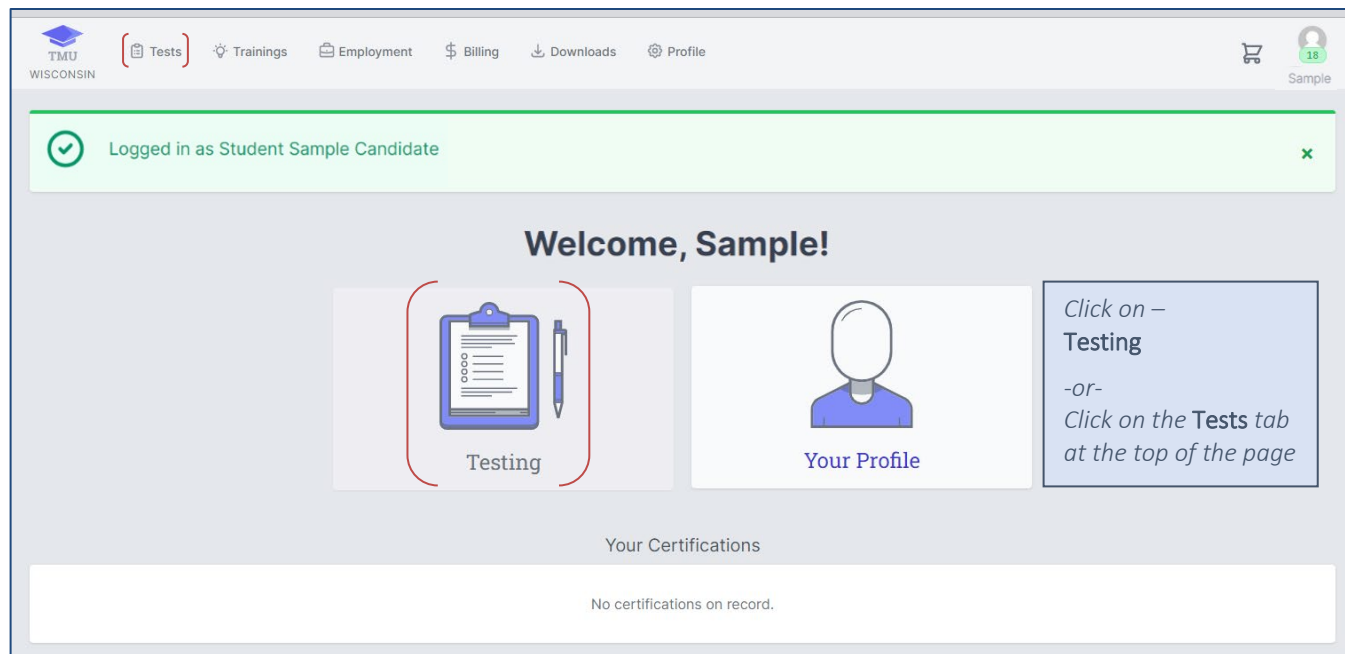 TMU
WISCONSIN
Tests
Trainings
Employment
$ Billing
Downloads
Profile
18
Sample
Logged in as Student Sample Candidate
×
Welcome, Sample!
Testing
Your Profile
Click on –
Testing
-or-
Click on the Tests tab
at the top of the page
Your Certifications
No certifications on record.